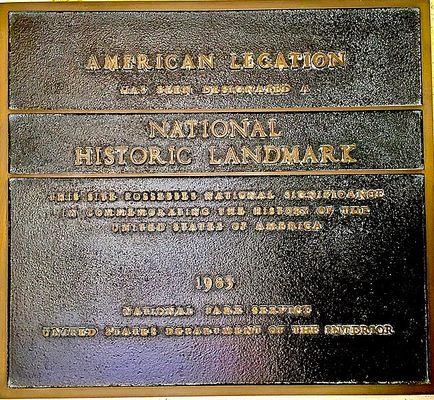 AMERICAN LEGATION
HAS BEEN DESIGNATED A
NATIONAL
HISTORIC LANDMARK
THIS SITE POSSESSES NATIONAL SIGNIFICANCE
IN COMMEMORATING THE HISTORY OF THE
UNITED STATES OF AMERICA
1983
NATIONAL PARK SERVICE
UNITED STATES DEPARTMENT OF THE INTERIOR